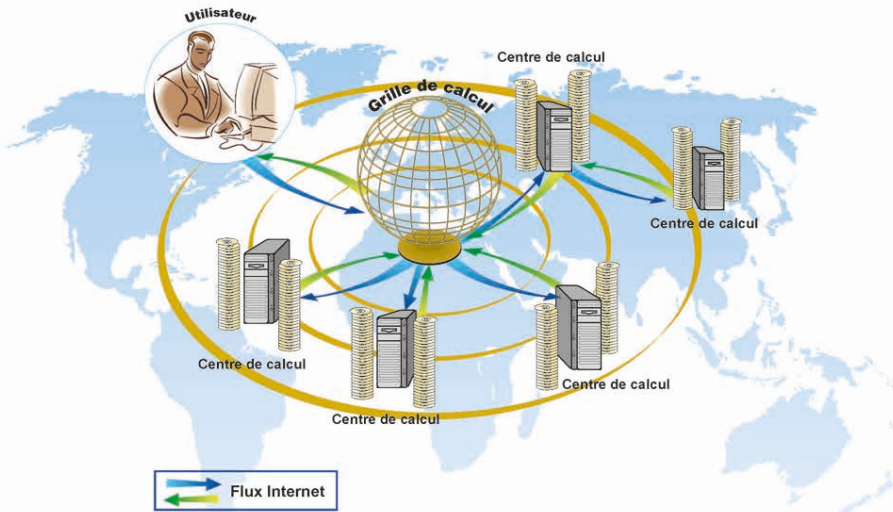 Utilisateur
Grille de calcul
Centre de calcul
Centre de calcul
Centre de calcul
Centre de calcul
Centre de calcul
Flux Internet